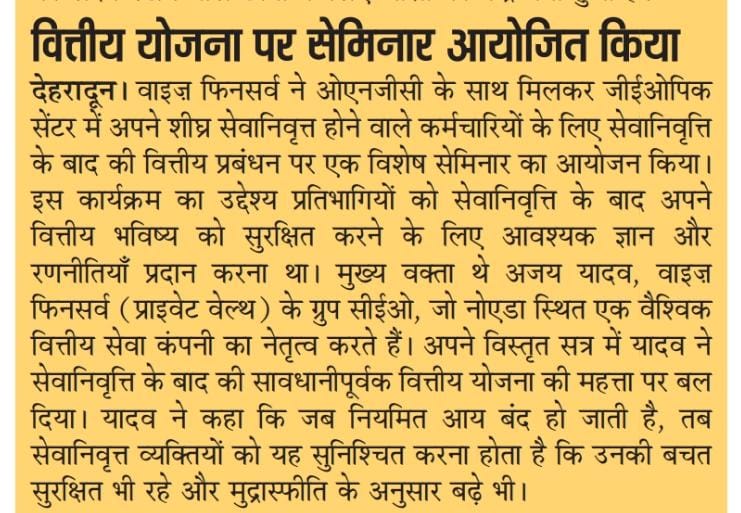 वित्तीय योजना पर सेमिनार आयोजित किया
देहरादून। वाइज़ फिनसर्व ने ओएनजीसी के साथ मिलकर जीईओपिक
सेंटर में अपने शीघ्र सेवानिवृत्त होने वाले कर्मचारियों के लिए सेवानिवृत्ति
के बाद की वित्तीय प्रबंधन पर एक विशेष सेमिनार का आयोजन किया।
इस कार्यक्रम का उद्देश्य प्रतिभागियों को सेवानिवृत्ति के बाद अपने
वित्तीय भविष्य को सुरक्षित करने के लिए आवश्यक ज्ञान और
रणनीतियाँ प्रदान करना था। मुख्य वक्ता थे अजय यादव, वाइज़
फिनसर्व (प्राइवेट वेल्थ) के ग्रुप सीईओ, जो नोएडा स्थित एक वैश्विक
वित्तीय सेवा कंपनी का नेतृत्व करते हैं। अपने विस्तृत सत्र में यादव ने
सेवानिवृत्ति के बाद की सावधानीपूर्वक वित्तीय योजना की महत्ता पर बल
दिया। यादव ने कहा कि जब नियमित आय बंद हो जाती है, तब
सेवानिवृत्त व्यक्तियों को यह सुनिश्चित करना होता है कि उनकी बचत
सुरक्षित भी रहे और मुद्रास्फीति के अनुसार बढ़े भी।